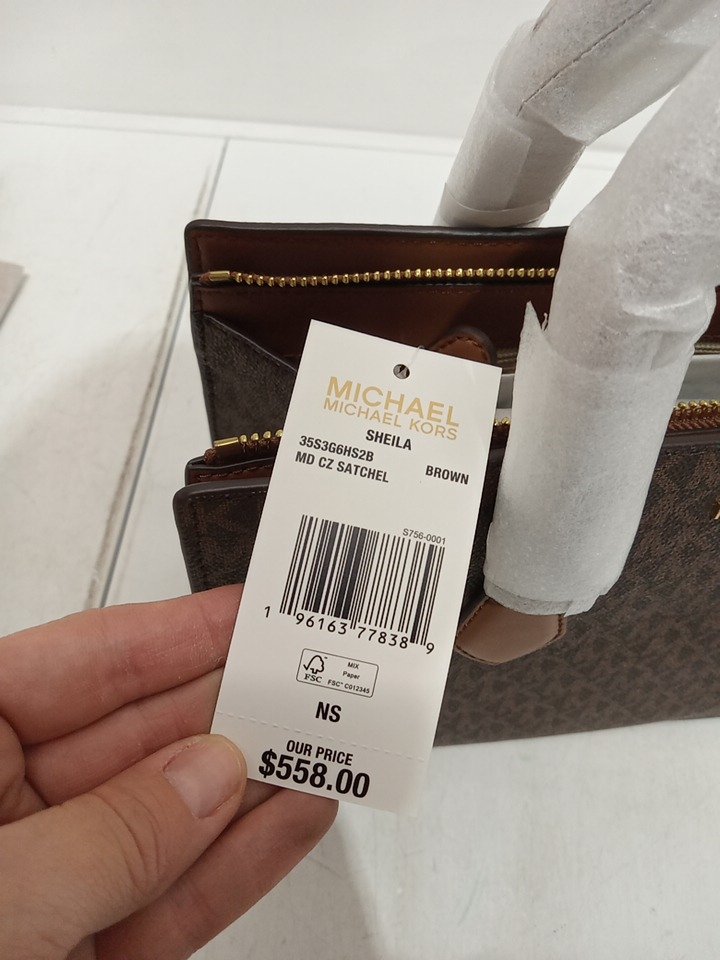 MICHAEL
MICHAEL KORS
SHEILA
35S3G6HS2B
MD CZ SATCHEL BROWN
S756-0001
1 96163 77838 9
FSC
MIX
Paper
FSC® C012345
NS
OUR PRICE
$558.00